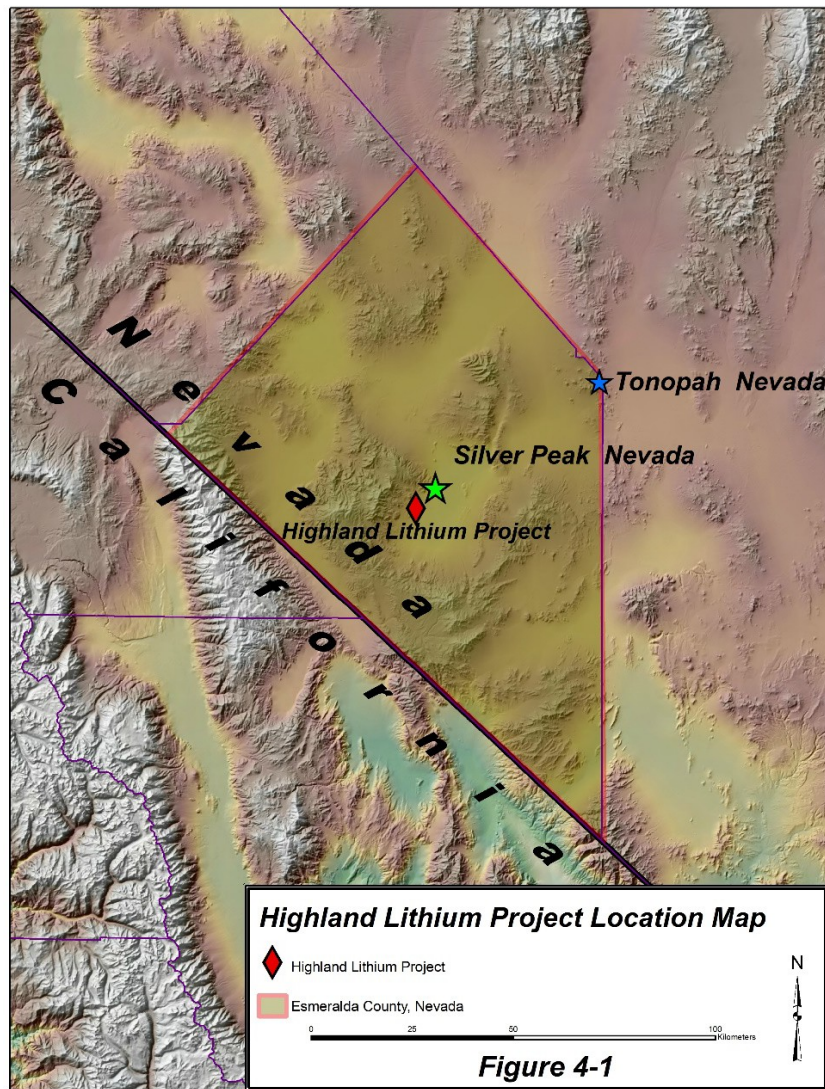 Nevada
California
Tonopah Nevada
Silver Peak Nevada
Highland Lithium Project
Highland Lithium Project Location Map
Highland Lithium Project
Esmeralda County, Nevada
N
0 25 50 100
Kilometers
Figure 4-1